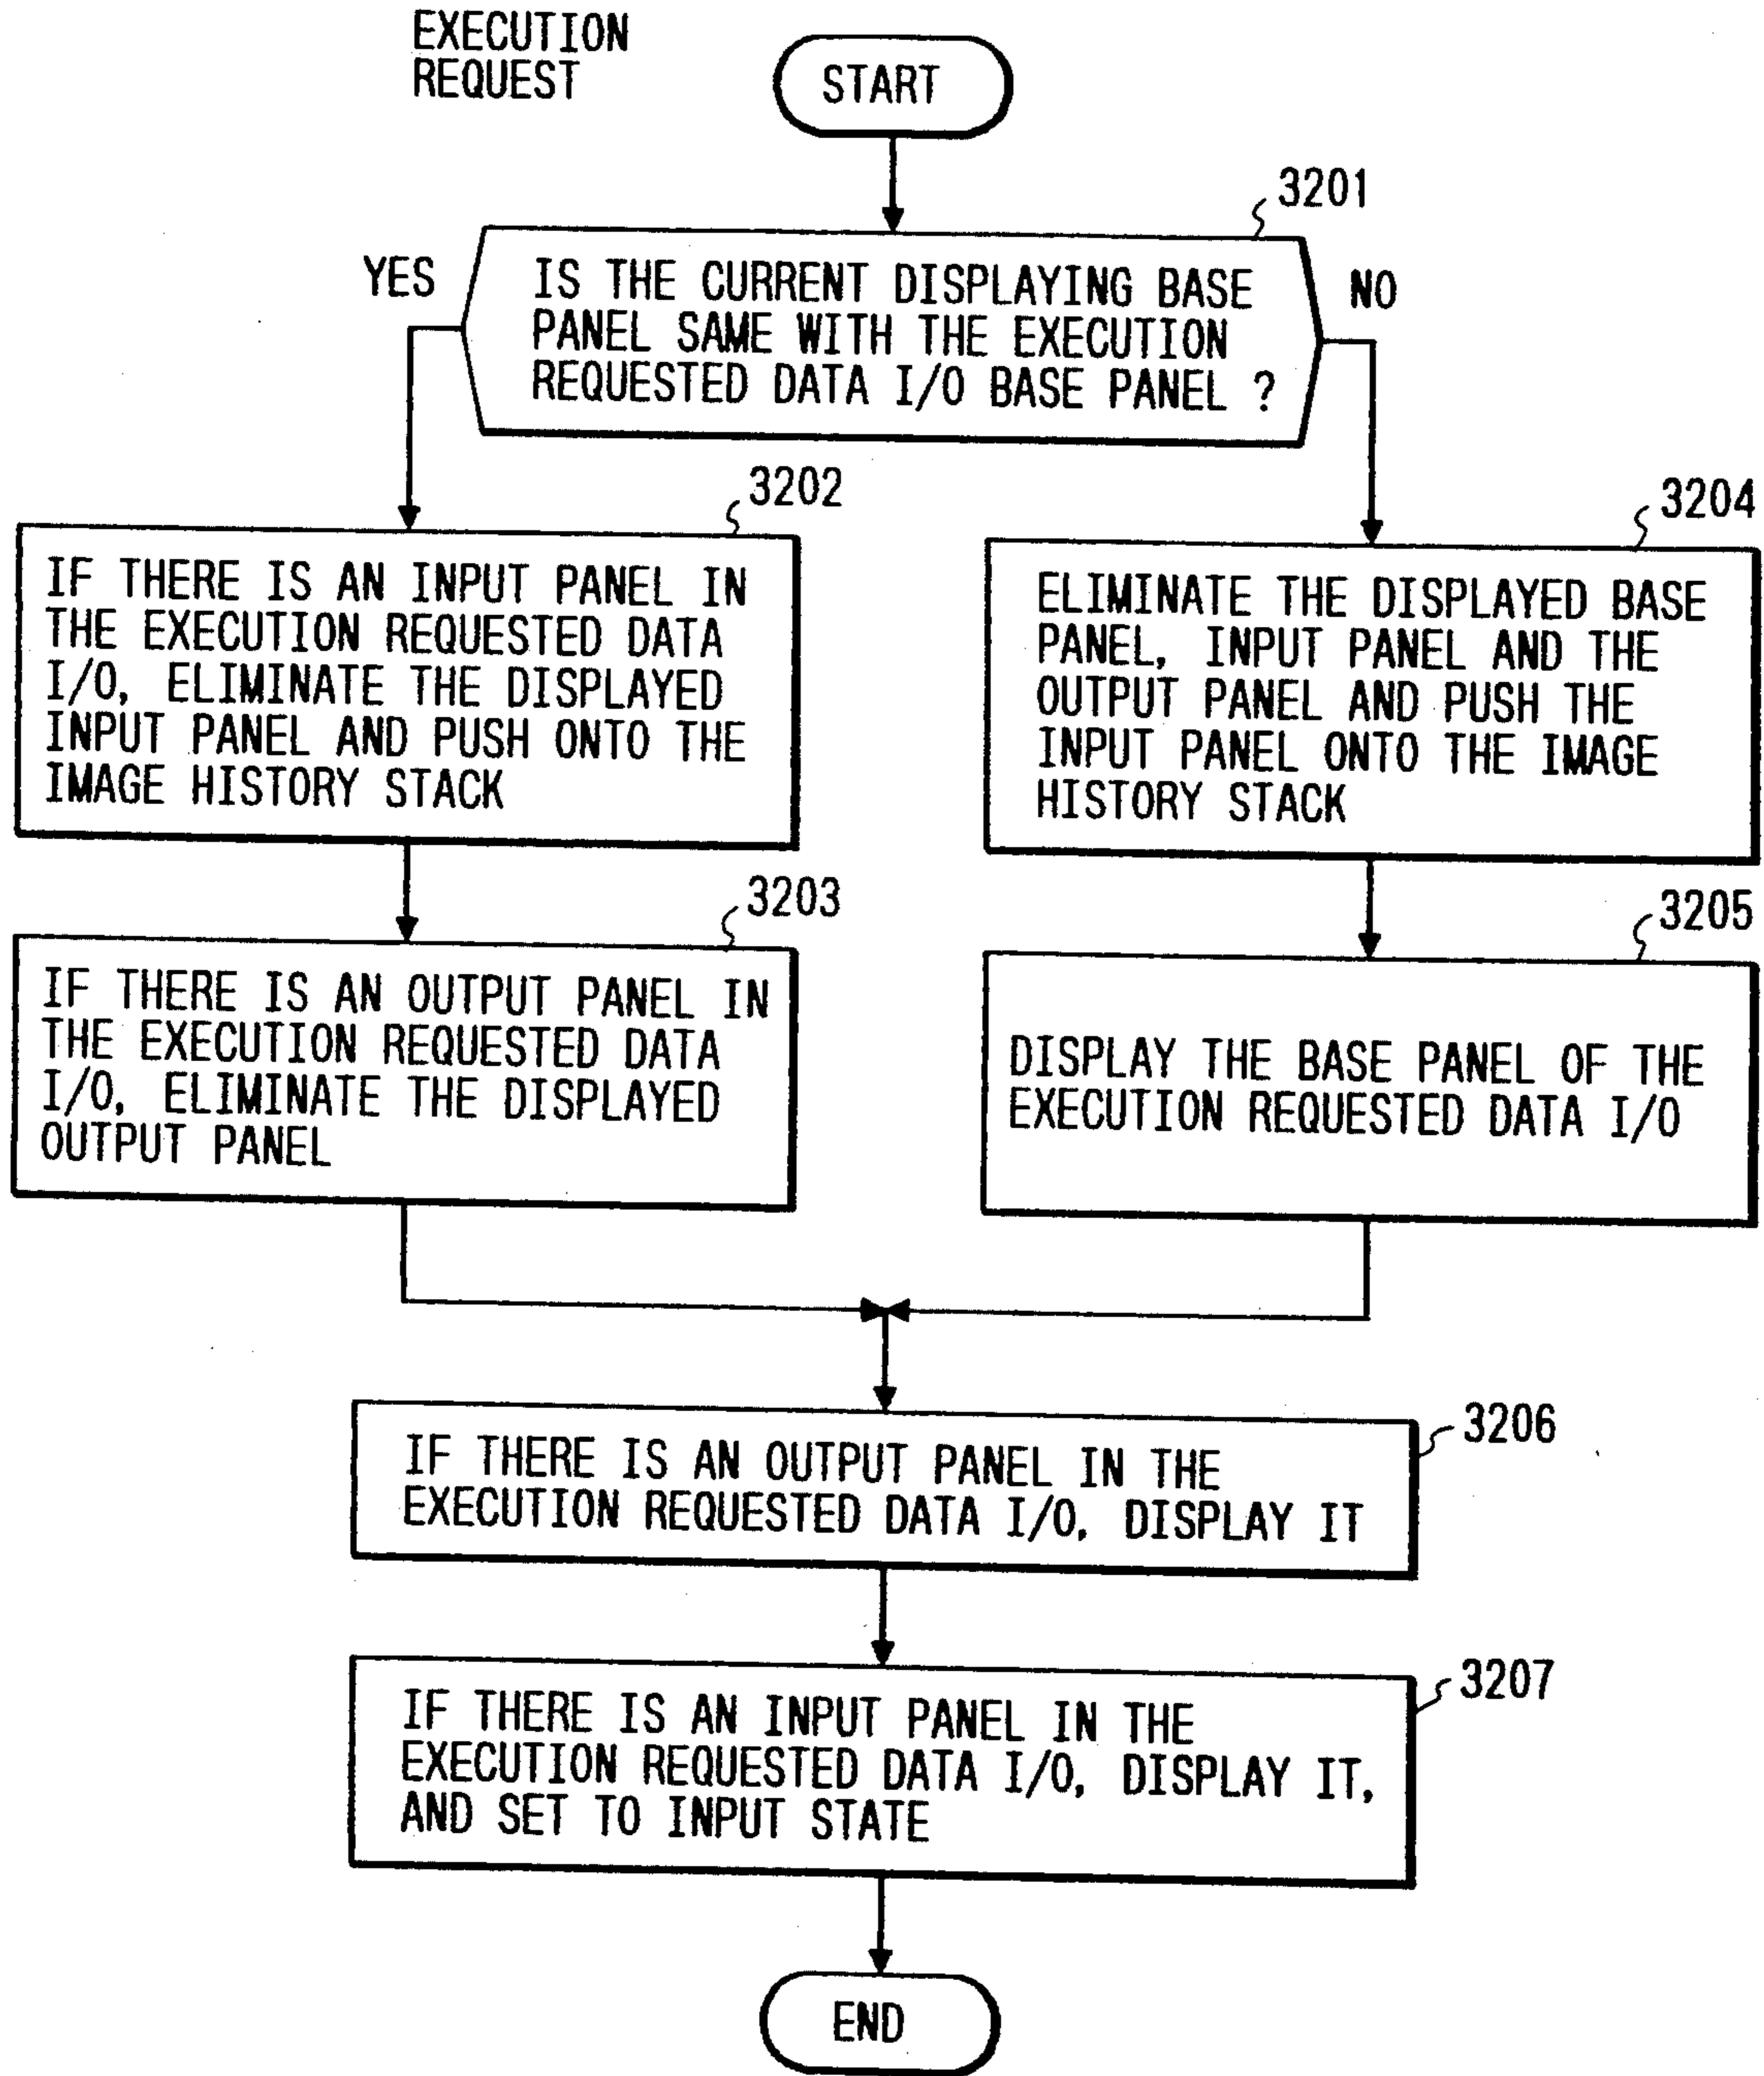 EXECUTION
REQUEST
START
3201
YES
IS THE CURRENT DISPLAYING BASE
PANEL SAME WITH THE EXECUTION
REQUESTED DATA I/O BASE PANEL ?
NO
3202
IF THERE IS AN INPUT PANEL IN
THE EXECUTION REQUESTED DATA
I/O, ELIMINATE THE DISPLAYED
INPUT PANEL AND PUSH ONTO THE
IMAGE HISTORY STACK
3204
ELIMINATE THE DISPLAYED BASE
PANEL, INPUT PANEL AND THE
OUTPUT PANEL AND PUSH THE
INPUT PANEL ONTO THE IMAGE
HISTORY STACK
3203
IF THERE IS AN OUTPUT PANEL IN
THE EXECUTION REQUESTED DATA
I/O, ELIMINATE THE DISPLAYED
OUTPUT PANEL
3205
DISPLAY THE BASE PANEL OF THE
EXECUTION REQUESTED DATA I/O
3206
IF THERE IS AN OUTPUT PANEL IN THE
EXECUTION REQUESTED DATA I/O, DISPLAY IT
3207
IF THERE IS AN INPUT PANEL IN THE
EXECUTION REQUESTED DATA I/O, DISPLAY IT,
AND SET TO INPUT STATE
END